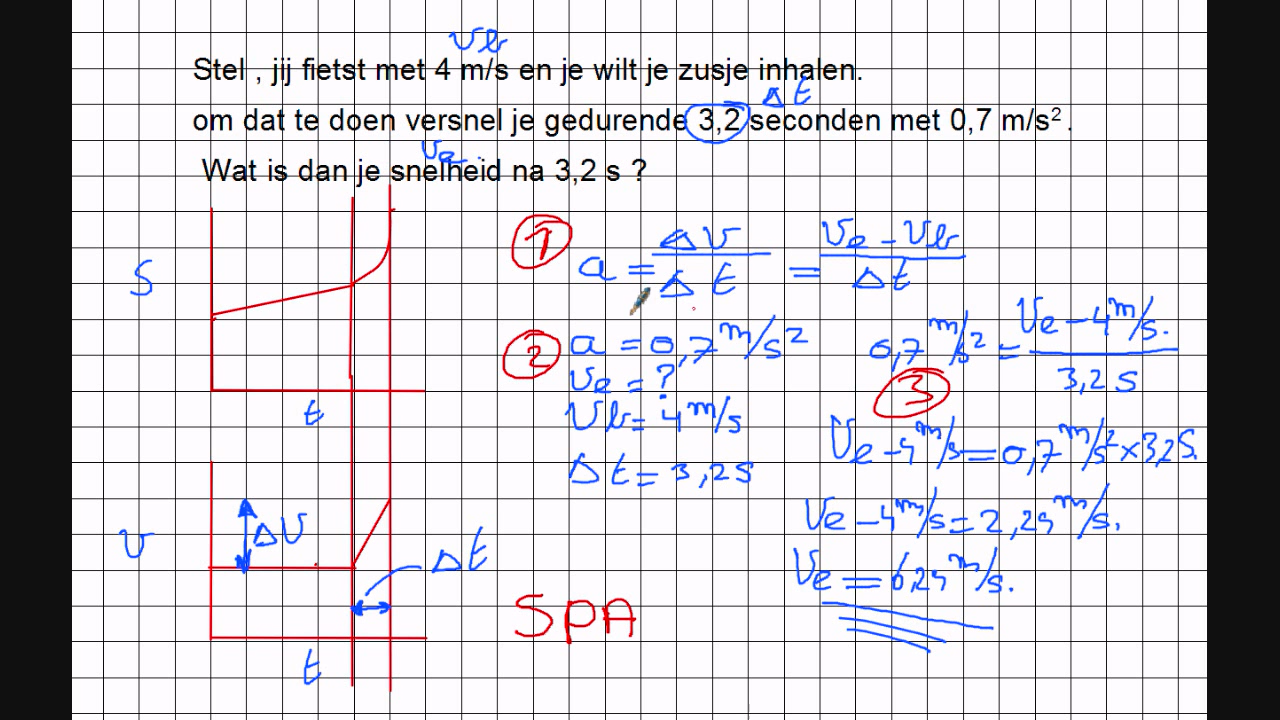 Vb
Stel , jij fietst met 4 m/s en je wilt je zusje inhalen.
Δt
om dat te doen versnel je gedurende 3,2 seconden met 0,7 m/s².
Ve
Wat is dan je snelheid na 3,2 s ?
S
t
V
ΔV
Δt
t
1
a = ΔV / Δt = Ve - Vb / Δt
2
a = 0,7 m/s²
Ve = ?
Vb = 4 m/s
Δt = 3,2 s
0,7 m/s² = Ve - 4 m/s. / 3,2 s
3
Ve - 4 m/s = 0,7 m/s² × 3,2 s.
Ve - 4 m/s = 2,24 m/s.
Ve = 6,24 m/s.
SPA